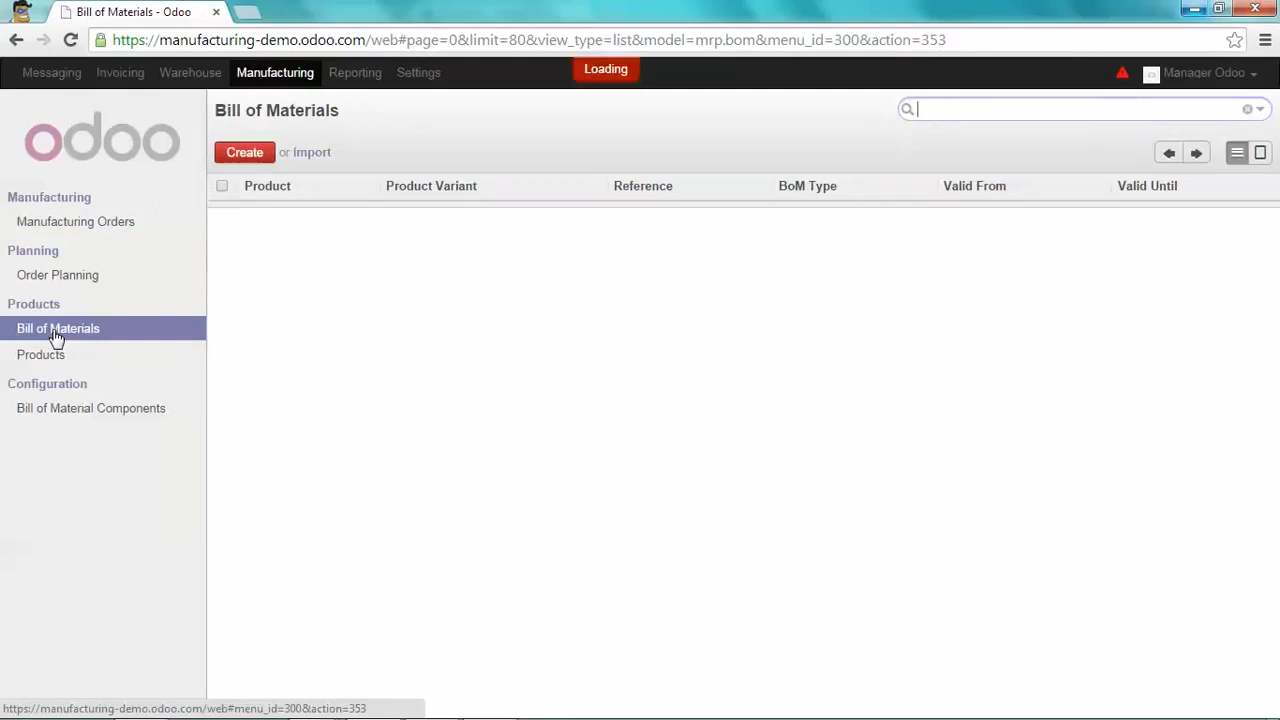 Bill of Materials - Odoo
https://manufacturing-demo.odoo.com/web#page=0&limit=80&view_type=list&model=mrp.bom&menu_id=300&action=353
Messaging Invoicing Warehouse Manufacturing Reporting Settings Loading Manager Odoo
odoo
Bill of Materials
Create or Import
Product Product Variant Reference BoM Type Valid From Valid Until
Manufacturing
Manufacturing Orders
Planning
Order Planning
Products
Bill of Materials
Products
Configuration
Bill of Material Components
https://manufacturing-demo.odoo.com/web#menu_id=300&action=353